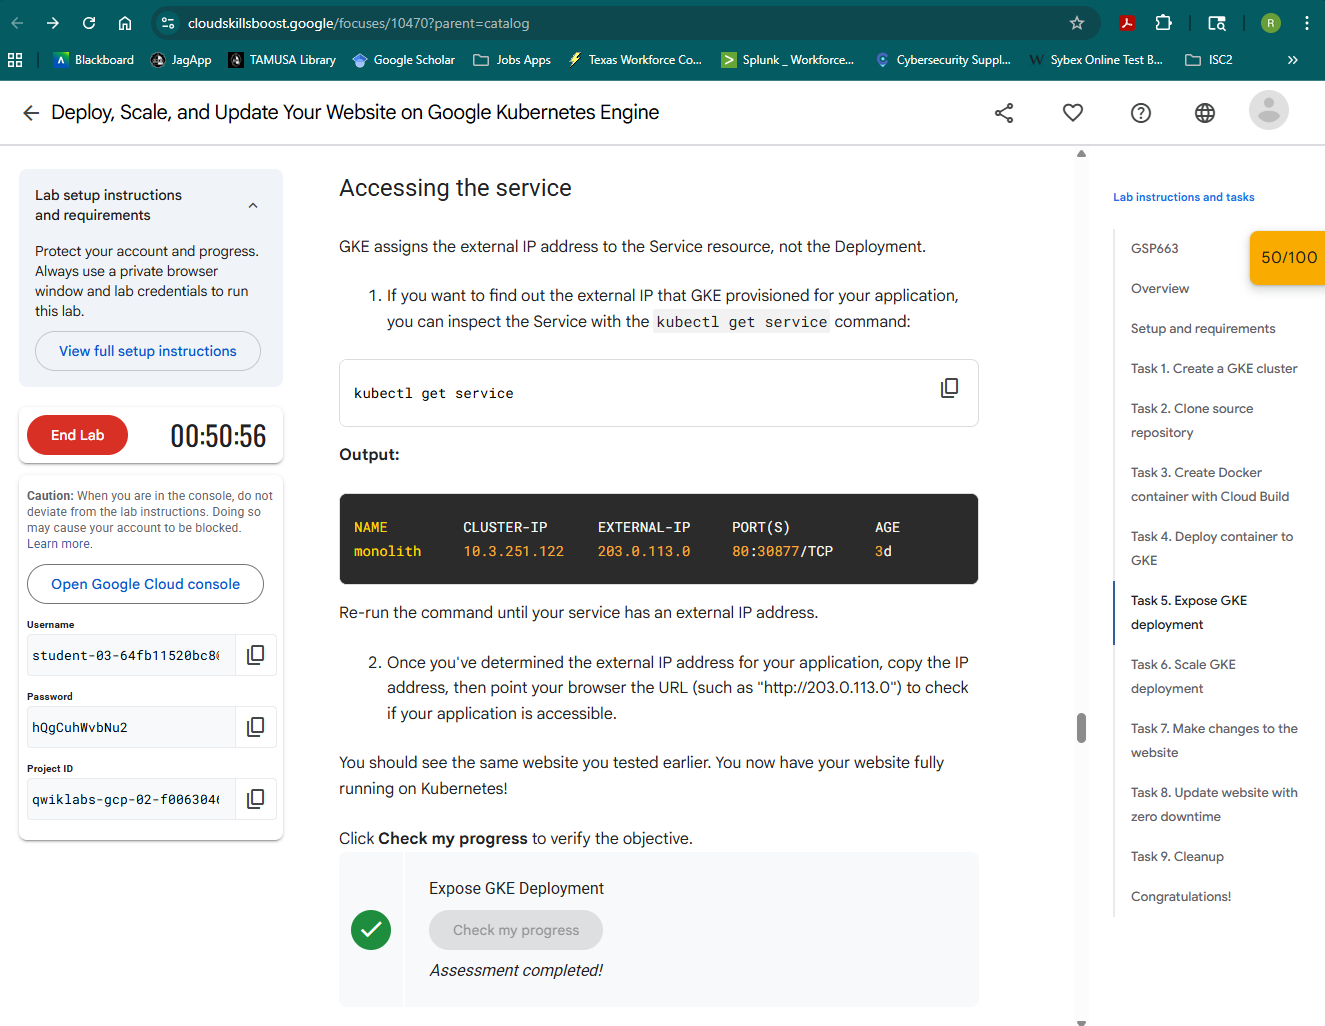 cloudskillsboost.google/focuses/10470?parent=catalog
R
Blackboard
JagApp
TAMUSA Library
Google Scholar
Jobs Apps
Texas Workforce Co...
Splunk _ Workforce...
Cybersecurity Suppl...
Sybex Online Test B...
ISC2
Deploy, Scale, and Update Your Website on Google Kubernetes Engine
Lab setup instructions
and requirements
Protect your account and progress.
Always use a private browser
window and lab credentials to run
this lab.
View full setup instructions
End Lab
00:50:56
Caution: When you are in the console, do not
deviate from the lab instructions. Doing so
may cause your account to be blocked.
Learn more.
Open Google Cloud console
Username
student-03-64fb11520bc8
Password
hQgCuhWvbNu2
Project ID
qwiklabs-gcp-02-f006304
Accessing the service
GKE assigns the external IP address to the Service resource, not the Deployment.
1. If you want to find out the external IP that GKE provisioned for your application,
you can inspect the Service with the kubectl get service command:
kubectl get service
Output:
NAME CLUSTER-IP EXTERNAL-IP PORT(S) AGE
monolith 10.3.251.122 203.0.113.0 80:30877/TCP 3d
Re-run the command until your service has an external IP address.
2. Once you've determined the external IP address for your application, copy the IP
address, then point your browser the URL (such as "http://203.0.113.0") to check
if your application is accessible.
You should see the same website you tested earlier. You now have your website fully
running on Kubernetes!
Click Check my progress to verify the objective.
Expose GKE Deployment
Check my progress
Assessment completed!
Lab instructions and tasks
GSP663
50/100
Overview
Setup and requirements
Task 1. Create a GKE cluster
Task 2. Clone source
repository
Task 3. Create Docker
container with Cloud Build
Task 4. Deploy container to
GKE
Task 5. Expose GKE
deployment
Task 6. Scale GKE
deployment
Task 7. Make changes to the
website
Task 8. Update website with
zero downtime
Task 9. Cleanup
Congratulations!